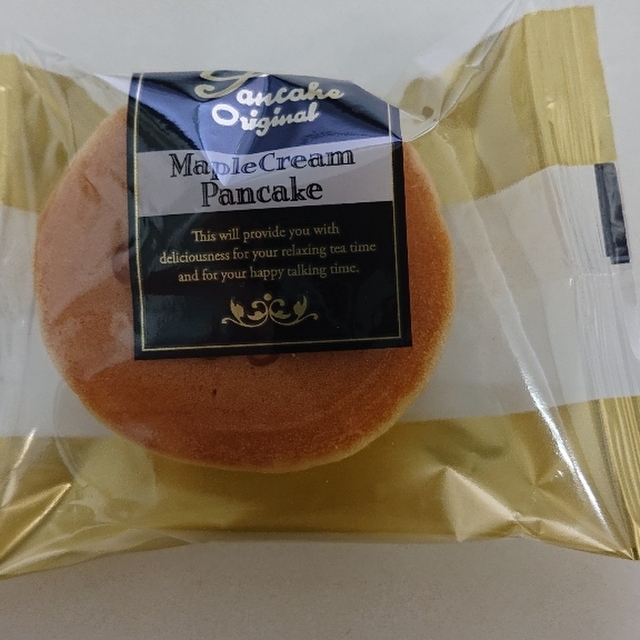 Pancake
Original
MapleCream
Pancake
This will provide you with
deliciousness for your relaxing tea time
and for your happy talking time.